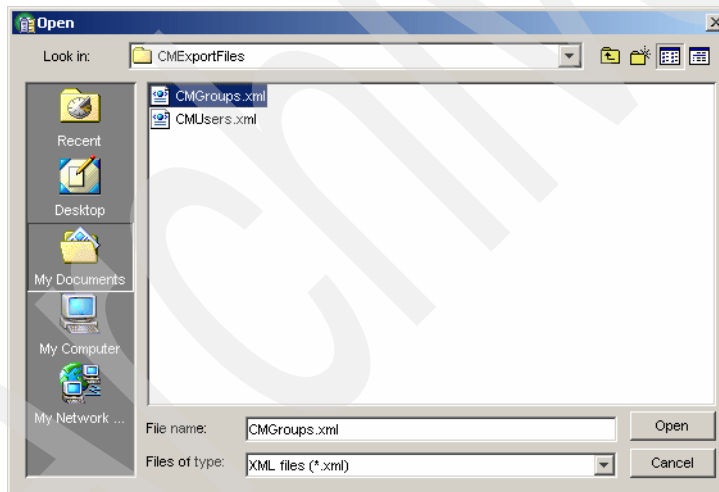 Open
Look in: CMExportFiles
CMGroups.xml
CMUsers.xml
Recent
Desktop
My Documents
My Computer
My Network ...
File name: CMGroups.xml Open
Files of type: XML files (*.xml) Cancel